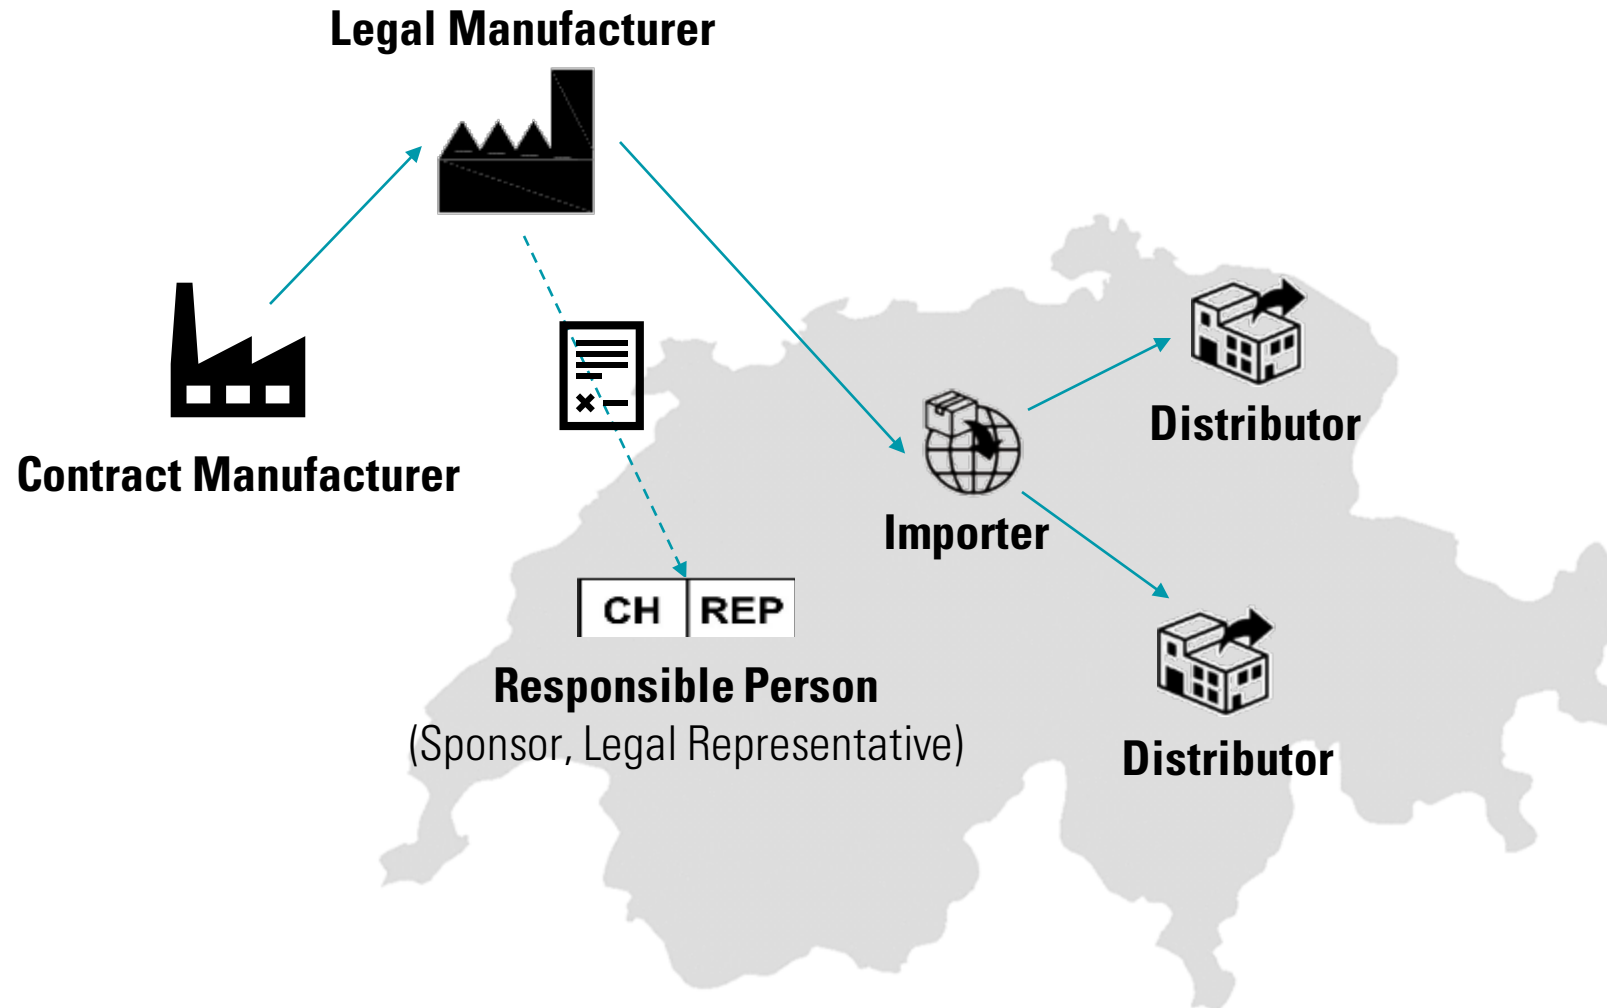 Legal Manufacturer
Contract Manufacturer
Distributor
Importer
CH REP
Responsible Person
(Sponsor, Legal Representative)
Distributor